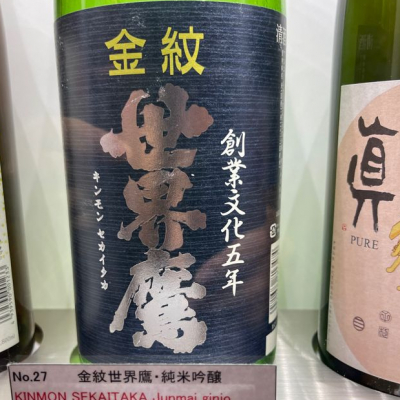 金紋
世界鷹
キンモン セカイタカ
創業文化五年
清
眞
PURE
No.27 金紋世界鷹・純米吟醸
KINMON SEKAITAKA Junmai ginjo